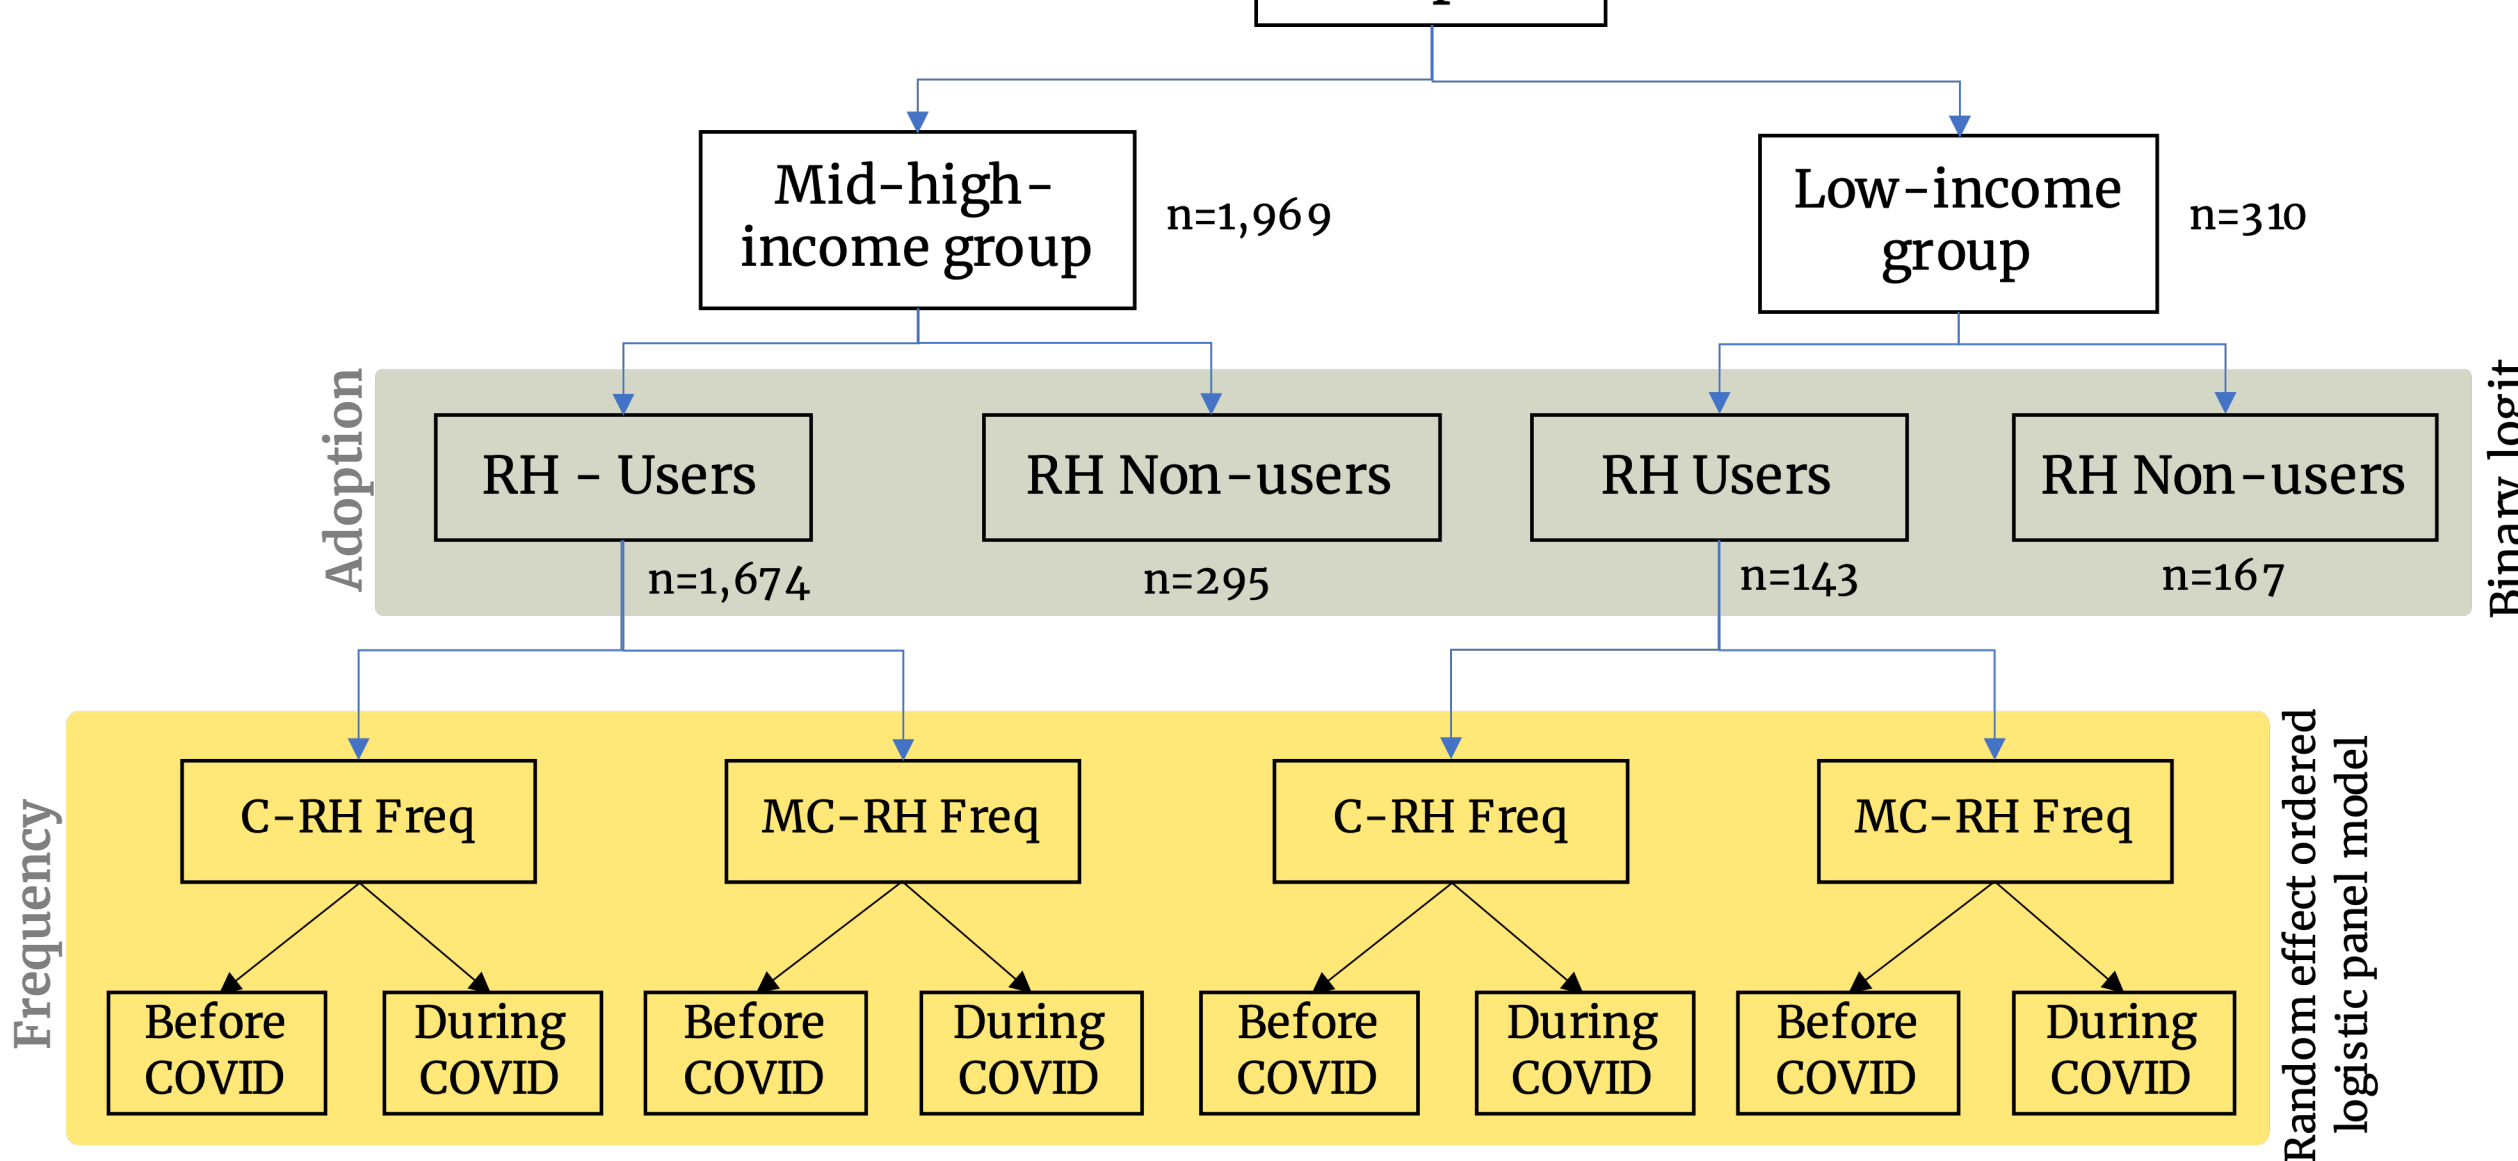 Mid-high-
income group
n=1,969
Low-income
group
n=310
Adoption
RH - Users
RH Non-users
RH Users
RH Non-users
n=1,674
n=295
n=143
n=167
Binary logit
Frequency
C-RH Freq
MC-RH Freq
C-RH Freq
MC-RH Freq
Before
COVID
During
COVID
Before
COVID
During
COVID
Before
COVID
During
COVID
Before
COVID
During
COVID
Random effect ordered
logistic panel model